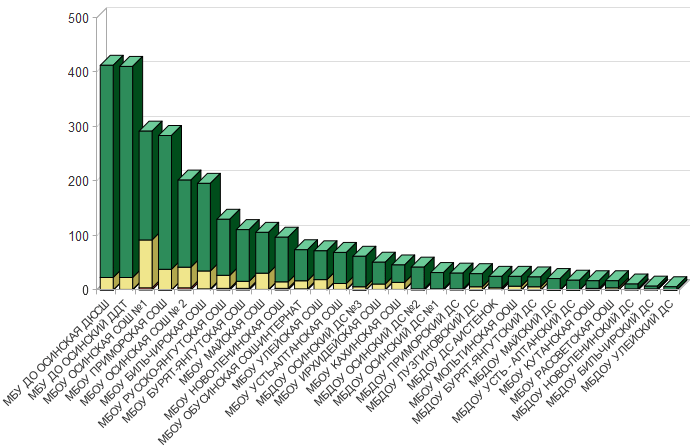 500
400
300
200
100
0
МБУ ДО ОСИНСКАЯ ДЮСШ
МБУ ДО ОСИНСКИЙ ДДТ
МБОУ ОСИНСКАЯ СОШ №1
МБОУ ПРИМОРСКАЯ СОШ
МБОУ ОСИНСКАЯ СОШ № 2
МБОУ БИЛЬЧИРСКАЯ СОШ
МБОУ РУССКО-ЯНГУТСКАЯ СОШ
МБОУ БУРЯТ-ЯНГУТСКАЯ СОШ
МБОУ МАЙСКАЯ СОШ
МБОУ НОВО-ЛЕНИНСКАЯ СОШ
МБОУ ОБУСИНСКАЯ СОШИНТЕРНАТ
МБОУ УЛЕЙСКАЯ СОШ
МБОУ УСТЬ-АЛТАНСКАЯ СОШ
МБДОУ ОСИНСКИЙ ДС №3
МБОУ ИРХИДЕЙСКАЯ СОШ
МБОУ КАХИНСКАЯ СОШ
МБДОУ ОСИНСКИЙ ДС №2
МБДОУ ОСИНСКИЙ ДС №1
МБДОУ ПРИМОРСКИЙ ДС
МБДОУ ЛУЗГИНОВСКИЙ ДС
МБДОУ ДС АИСТЕНОК
МБОУ МОЛЬТИНСКАЯ ООШ
МБДОУ БУРЯТ-ЯНГУТСКИЙ ДС
МБДОУ МАЙСКИЙ ДС
МБДОУ УСТЬ - АЛТАНСКИЙ ДС
МБОУ КУТАНСКАЯ ООШ
МБОУ РАССВЕТСКАЯ ООШ
МБДОУ НОВО-ЛЕНИНСКИЙ ДС
МБДОУ БИЛЬЧИРСКИЙ ДС
МБДОУ УЛЕЙСКИЙ ДС